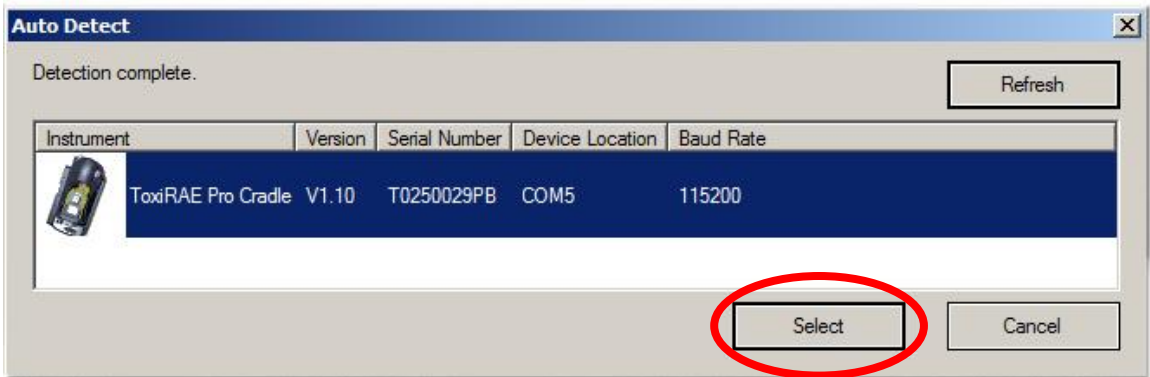 Auto Detect
Detection complete.
Refresh
Instrument Version Serial Number Device Location Baud Rate
ToxiRAE Pro Cradle V1.10 T0250029PB COM5 115200
Select Cancel